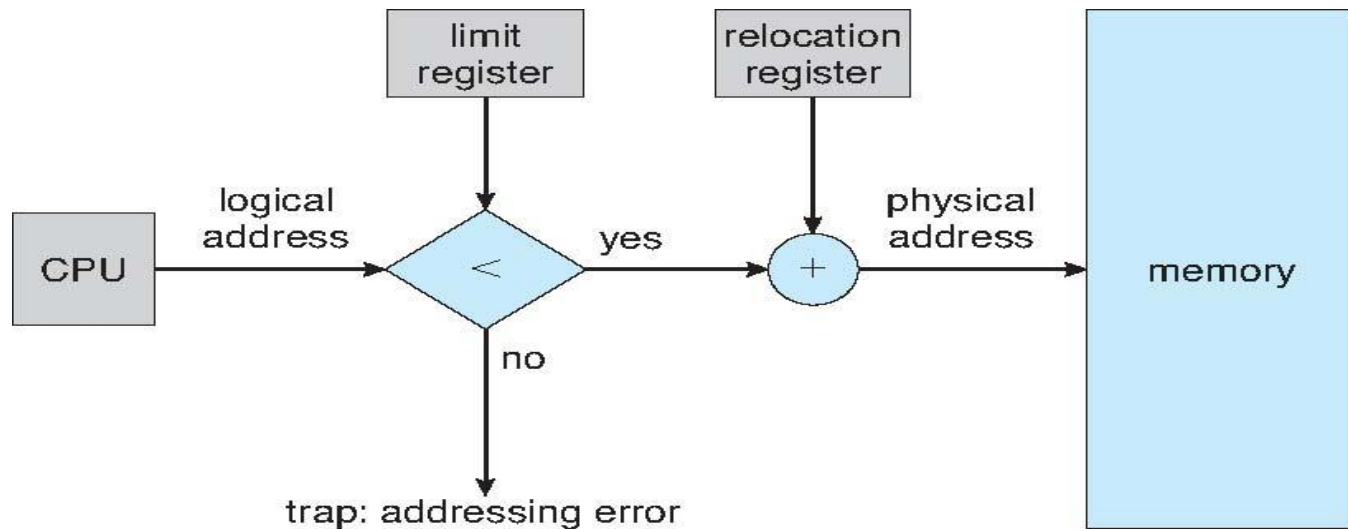 limit
register
relocation
register
logical
address
physical
address
CPU
<
yes
+
memory
no
trap: addressing error